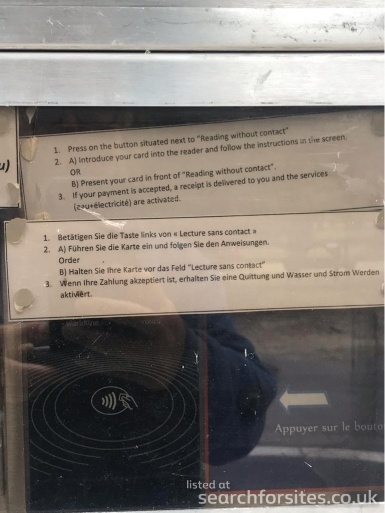 u)
1. Press on the button situated next to "Reading without contact"
2. A) Introduce your card into the reader and follow the instructions in the screen.
OR
B) Present your card in front of "Reading without contact".
3. If your payment is accepted, a receipt is delivered to you and the services
(eau+électricité) are activated.
1. Betätigen Sie die Taste links von « Lecture sans contact »
2. A) Führen Sie die Karte ein und folgen Sie den Anweisungen.
Order
B) Halten Sie Ihre Karte vor das Feld "Lecture sans contact"
3. Wenn Ihre Zahlung akzeptiert ist, erhalten Sie eine Quittung und Wasser und Strom Werden
aktiviert.
Appuyer sur le bouto
listed at
searchforsites.co.uk